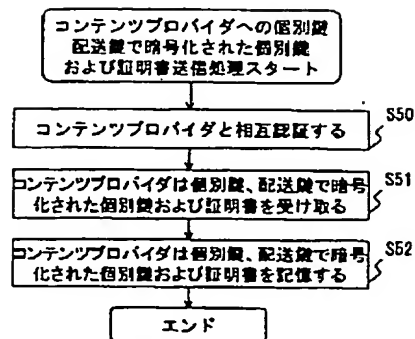 コンテンツプロバイダへの個別鍵
配送鍵で暗号化された個別鍵
および証明書送信処理スタート
S50
コンテンツプロバイダと相互認証する
S51
コンテンツプロバイダは個別鍵、配送鍵で暗号
化された個別鍵および証明書を受け取る
S52
コンテンツプロバイダは個別鍵、配送鍵で暗号
化された個別鍵および証明書を記憶する
エンド